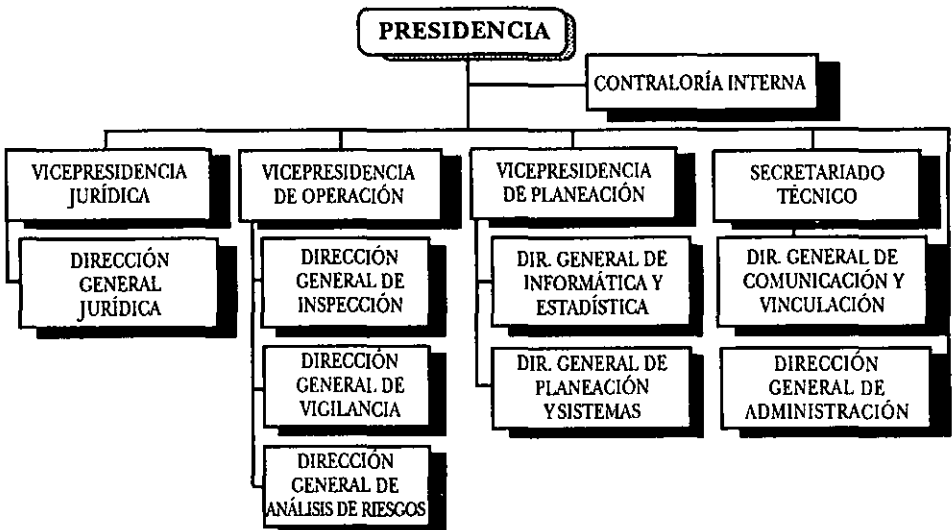 PRESIDENCIA
CONTRALORÍA INTERNA
VICEPRESIDENCIA
JURÍDICA
VICEPRESIDENCIA
DE OPERACIÓN
VICEPRESIDENCIA
DE PLANEACIÓN
SECRETARIADO
TÉCNICO
DIRECCIÓN
GENERAL
JURÍDICA
DIRECCIÓN
GENERAL DE
INSPECCIÓN
DIR. GENERAL DE
INFORMÁTICA Y
ESTADÍSTICA
DIR. GENERAL DE
COMUNICACIÓN Y
VINCULACIÓN
DIRECCIÓN
GENERAL DE
VIGILANCIA
DIR. GENERAL DE
PLANEACIÓN
Y SISTEMAS
DIRECCIÓN
GENERAL DE
ADMINISTRACIÓN
DIRECCIÓN
GENERAL DE
ANÁLISIS DE RIESGOS